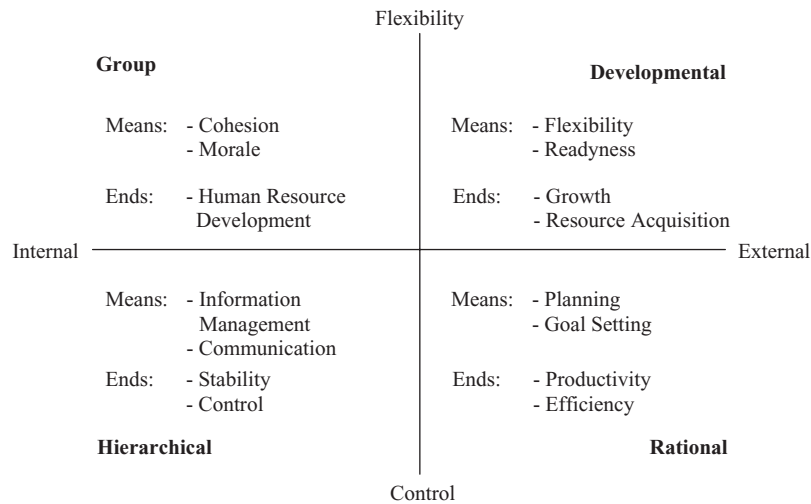 Flexibility
Group
Means: - Cohesion
- Morale
Ends: - Human Resource
Development
Developmental
Means: - Flexibility
- Readyness
Ends: - Growth
- Resource Acquisition
Internal
External
Means: - Information
Management
- Communication
Ends: - Stability
- Control
Hierarchical
Means: - Planning
- Goal Setting
Ends: - Productivity
- Efficiency
Rational
Control